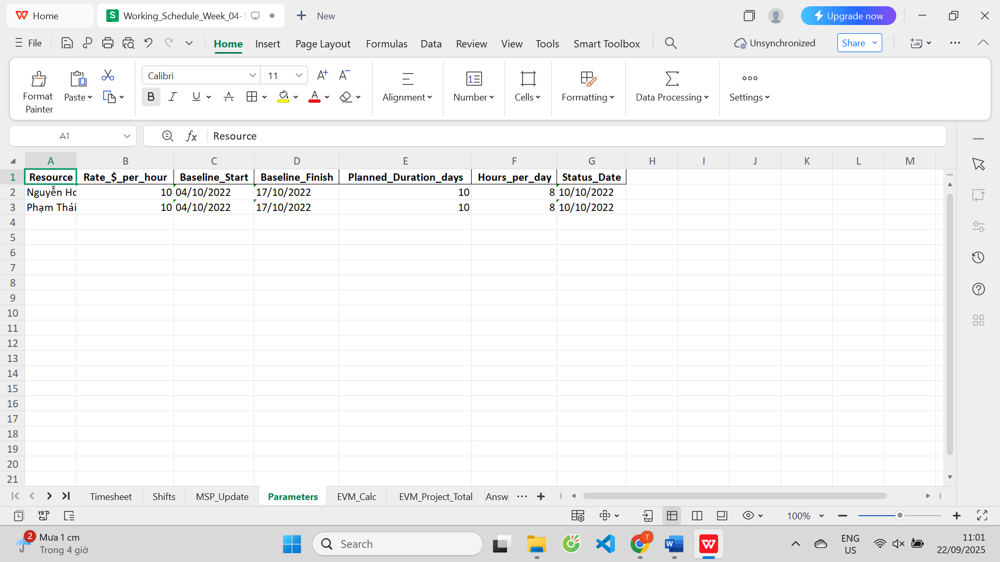 Home
Working_Schedule_Week_04-1
New
Upgrade now
File
Home Insert Page Layout Formulas Data Review View Tools Smart Toolbox
Unsynchronized
Share
Format Painter
Paste
Calibri
11
Alignment
Number
Cells
Formatting
Data Processing
Settings
A1
Resource
A B C D E F G H I J K L M
1 Resource Rate_$_per_hour Baseline_Start Baseline_Finish Planned_Duration_days Hours_per_day Status_Date
2 Nguyễn Ho 10 04/10/2022 17/10/2022 10 8 10/10/2022
3 Phạm Thái 10 04/10/2022 17/10/2022 10 8 10/10/2022
4
5
6
7
8
9
10
11
12
13
14
15
16
17
18
19
20
21
Timesheet Shifts MSP_Update Parameters EVM_Calc EVM_Project_Total Answ
100%
2
Mưa 1 cm
Trong 4 giờ
Search
T
ENG
US
11:01
22/09/2025